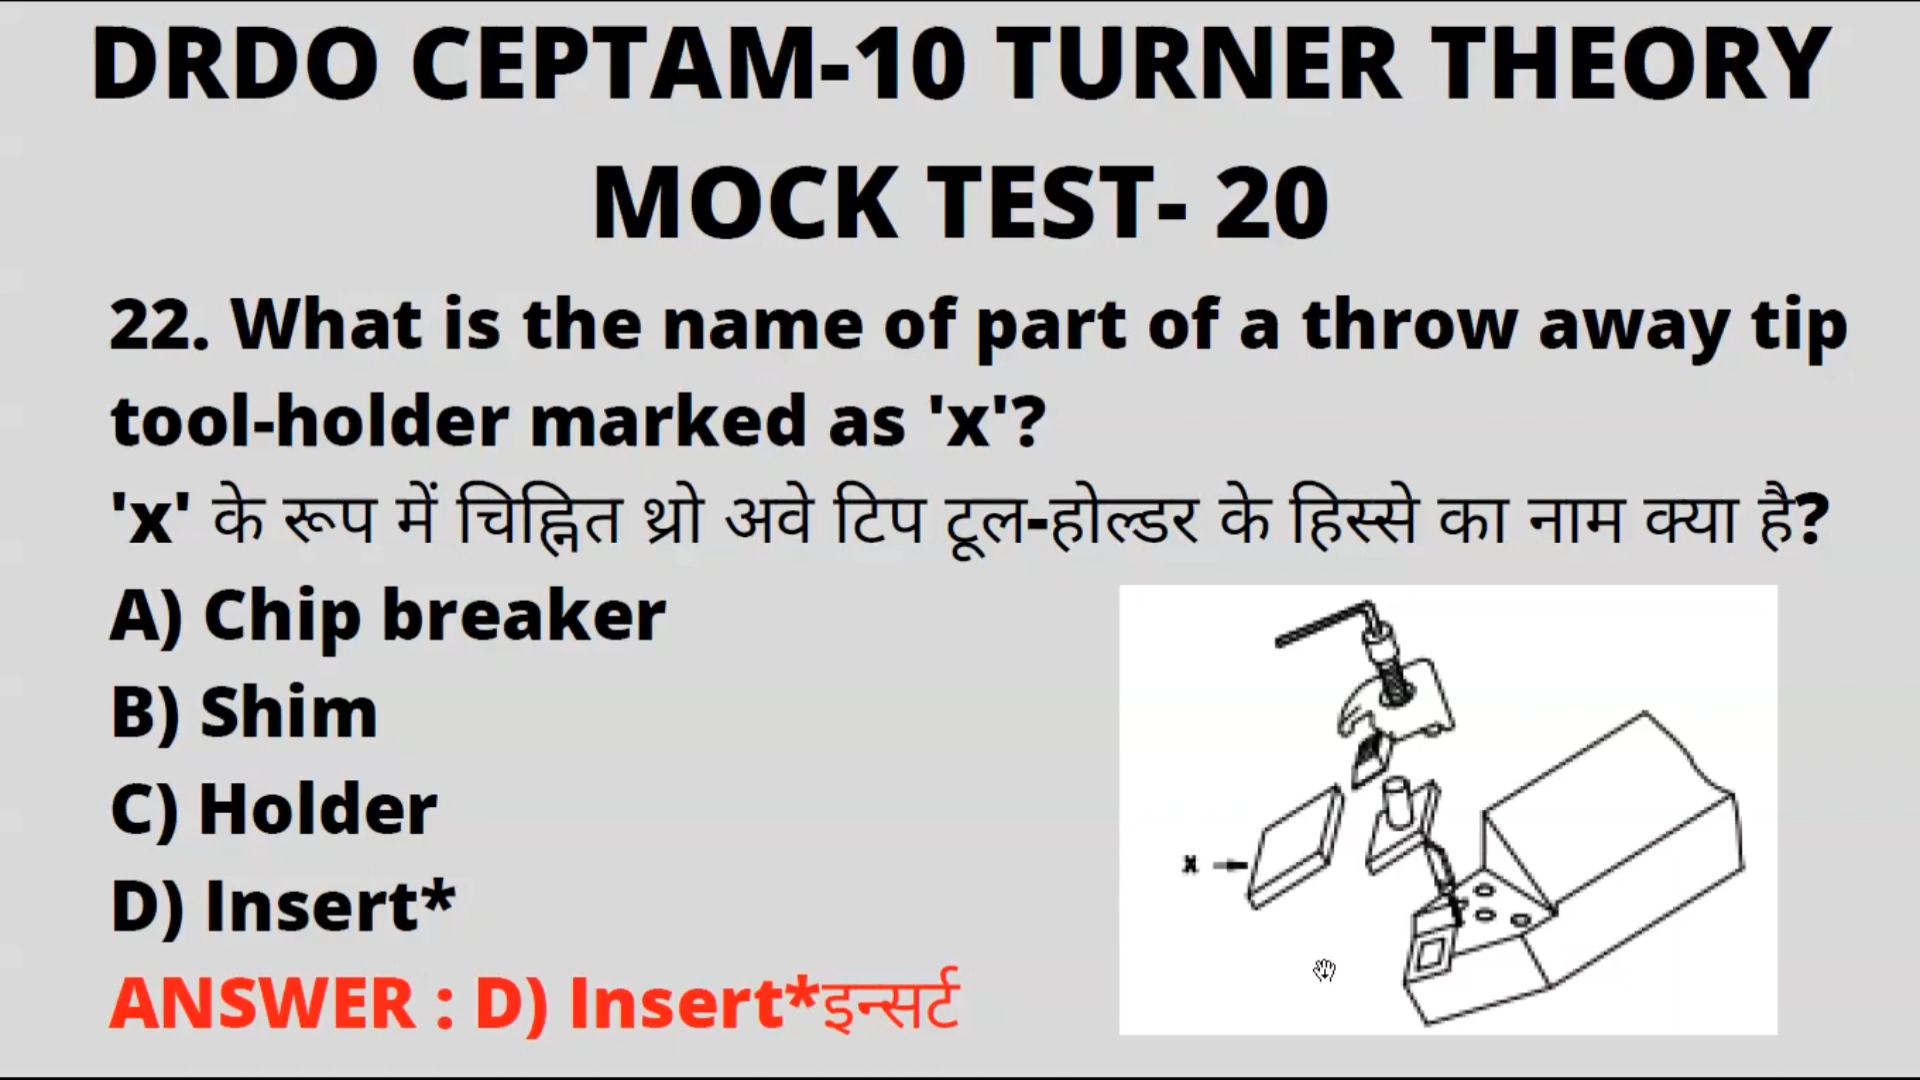 DRDO CEPTAM-10 TURNER THEORY
MOCK TEST- 20
22. What is the name of part of a throw away tip
tool-holder marked as 'x'?
'x' के रूप में चिह्नित थ्रो अवे टिप टूल-होल्डर के हिस्से का नाम क्या है?
A) Chip breaker
B) Shim
C) Holder
D) Insert*
ANSWER : D) Insert*इन्सर्ट
x